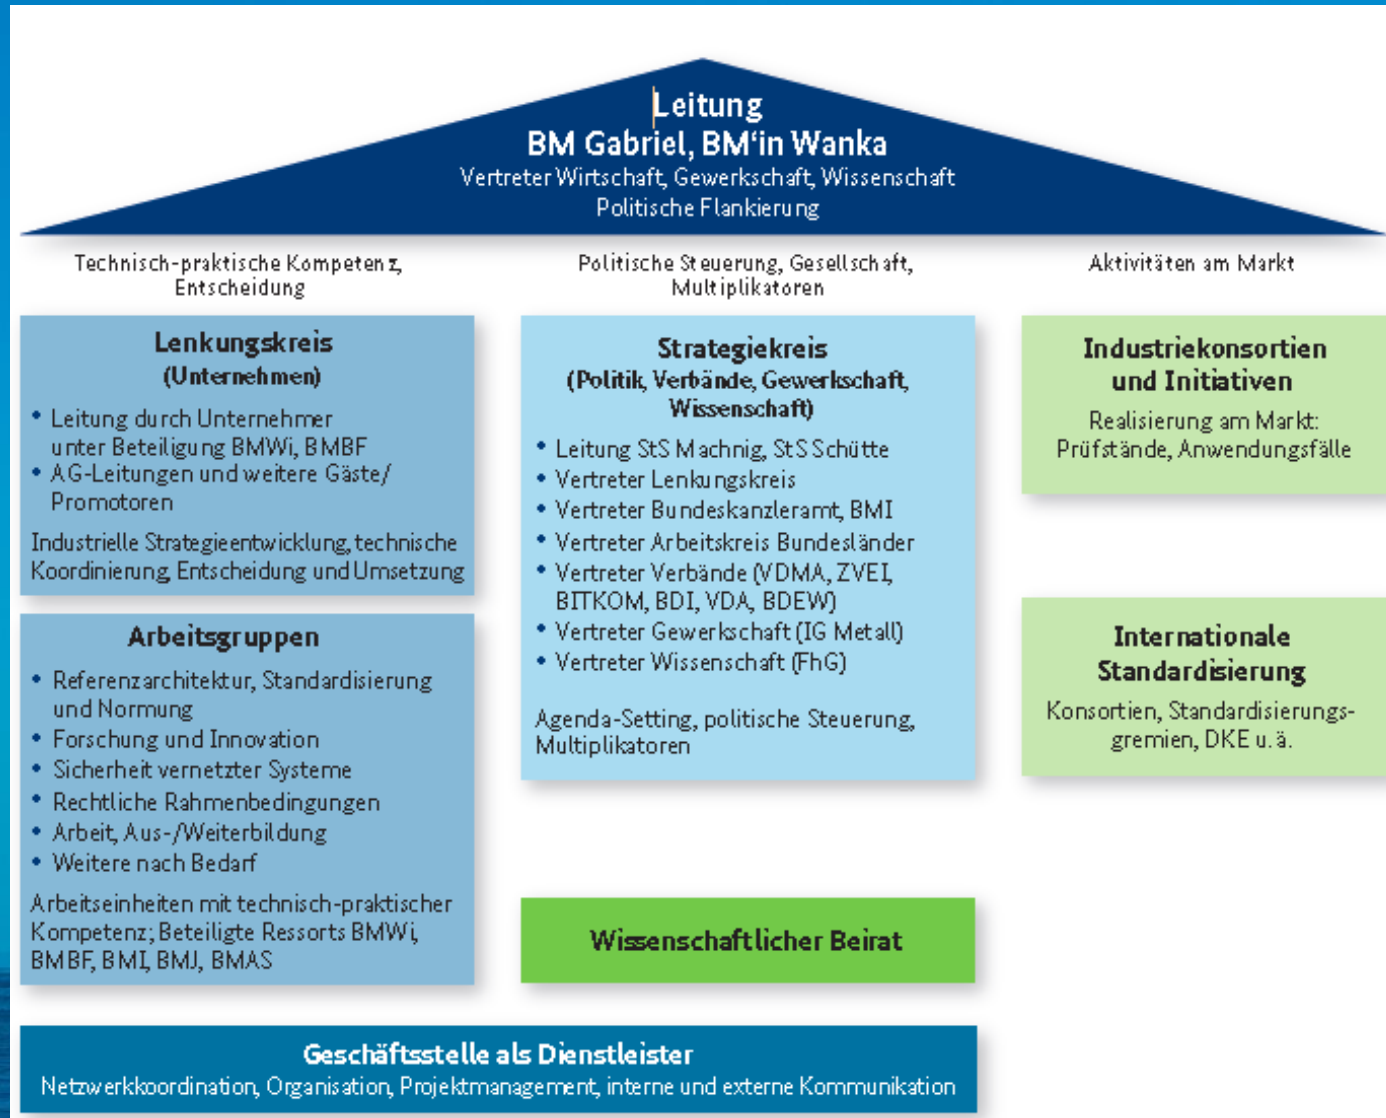 Leitung
BM Gabriel, BM‘in Wanka
Vertreter Wirtschaft, Gewerkschaft, Wissenschaft
Politische Flankierung
Technisch-praktische Kompetenz,
Entscheidung
Lenkungskreis
(Unternehmen)
• Leitung durch Unternehmer
unter Beteiligung BMWi, BMBF
• AG-Leitungen und weitere Gäste/
Promotoren
Industrielle Strategieentwicklung, technische
Koordinierung, Entscheidung und Umsetzung
Arbeitsgruppen
• Referenzarchitektur, Standardisierung
und Normung
• Forschung und Innovation
• Sicherheit vernetzter Systeme
• Rechtliche Rahmenbedingungen
• Arbeit, Aus-/Weiterbildung
• Weitere nach Bedarf
Arbeitseinheiten mit technisch-praktischer
Kompetenz; Beteiligte Ressorts BMWi,
BMBF, BMI, BMJ, BMAS
Politische Steuerung, Gesellschaft,
Multiplikatoren
Strategiekreis
(Politik, Verbände, Gewerkschaft,
Wissenschaft)
• Leitung StS Machnig, StS Schütte
• Vertreter Lenkungskreis
• Vertreter Bundeskanzleramt, BMI
• Vertreter Arbeitskreis Bundesländer
• Vertreter Verbände (VDMA, ZVEI,
BITKOM, BDI, VDA, BDEW)
• Vertreter Gewerkschaft (IG Metall)
• Vertreter Wissenschaft (FhG)
Agenda-Setting, politische Steuerung,
Multiplikatoren
Wissenschaftlicher Beirat
Aktivitäten am Markt
Industriekonsortien
und Initiativen
Realisierung am Markt:
Prüfstände, Anwendungsfälle
Internationale
Standardisierung
Konsortien, Standardisierungs-
gremien, DKE u. ä.
Geschäftsstelle als Dienstleister
Netzwerkkoordination, Organisation, Projektmanagement, interne und externe Kommunikation